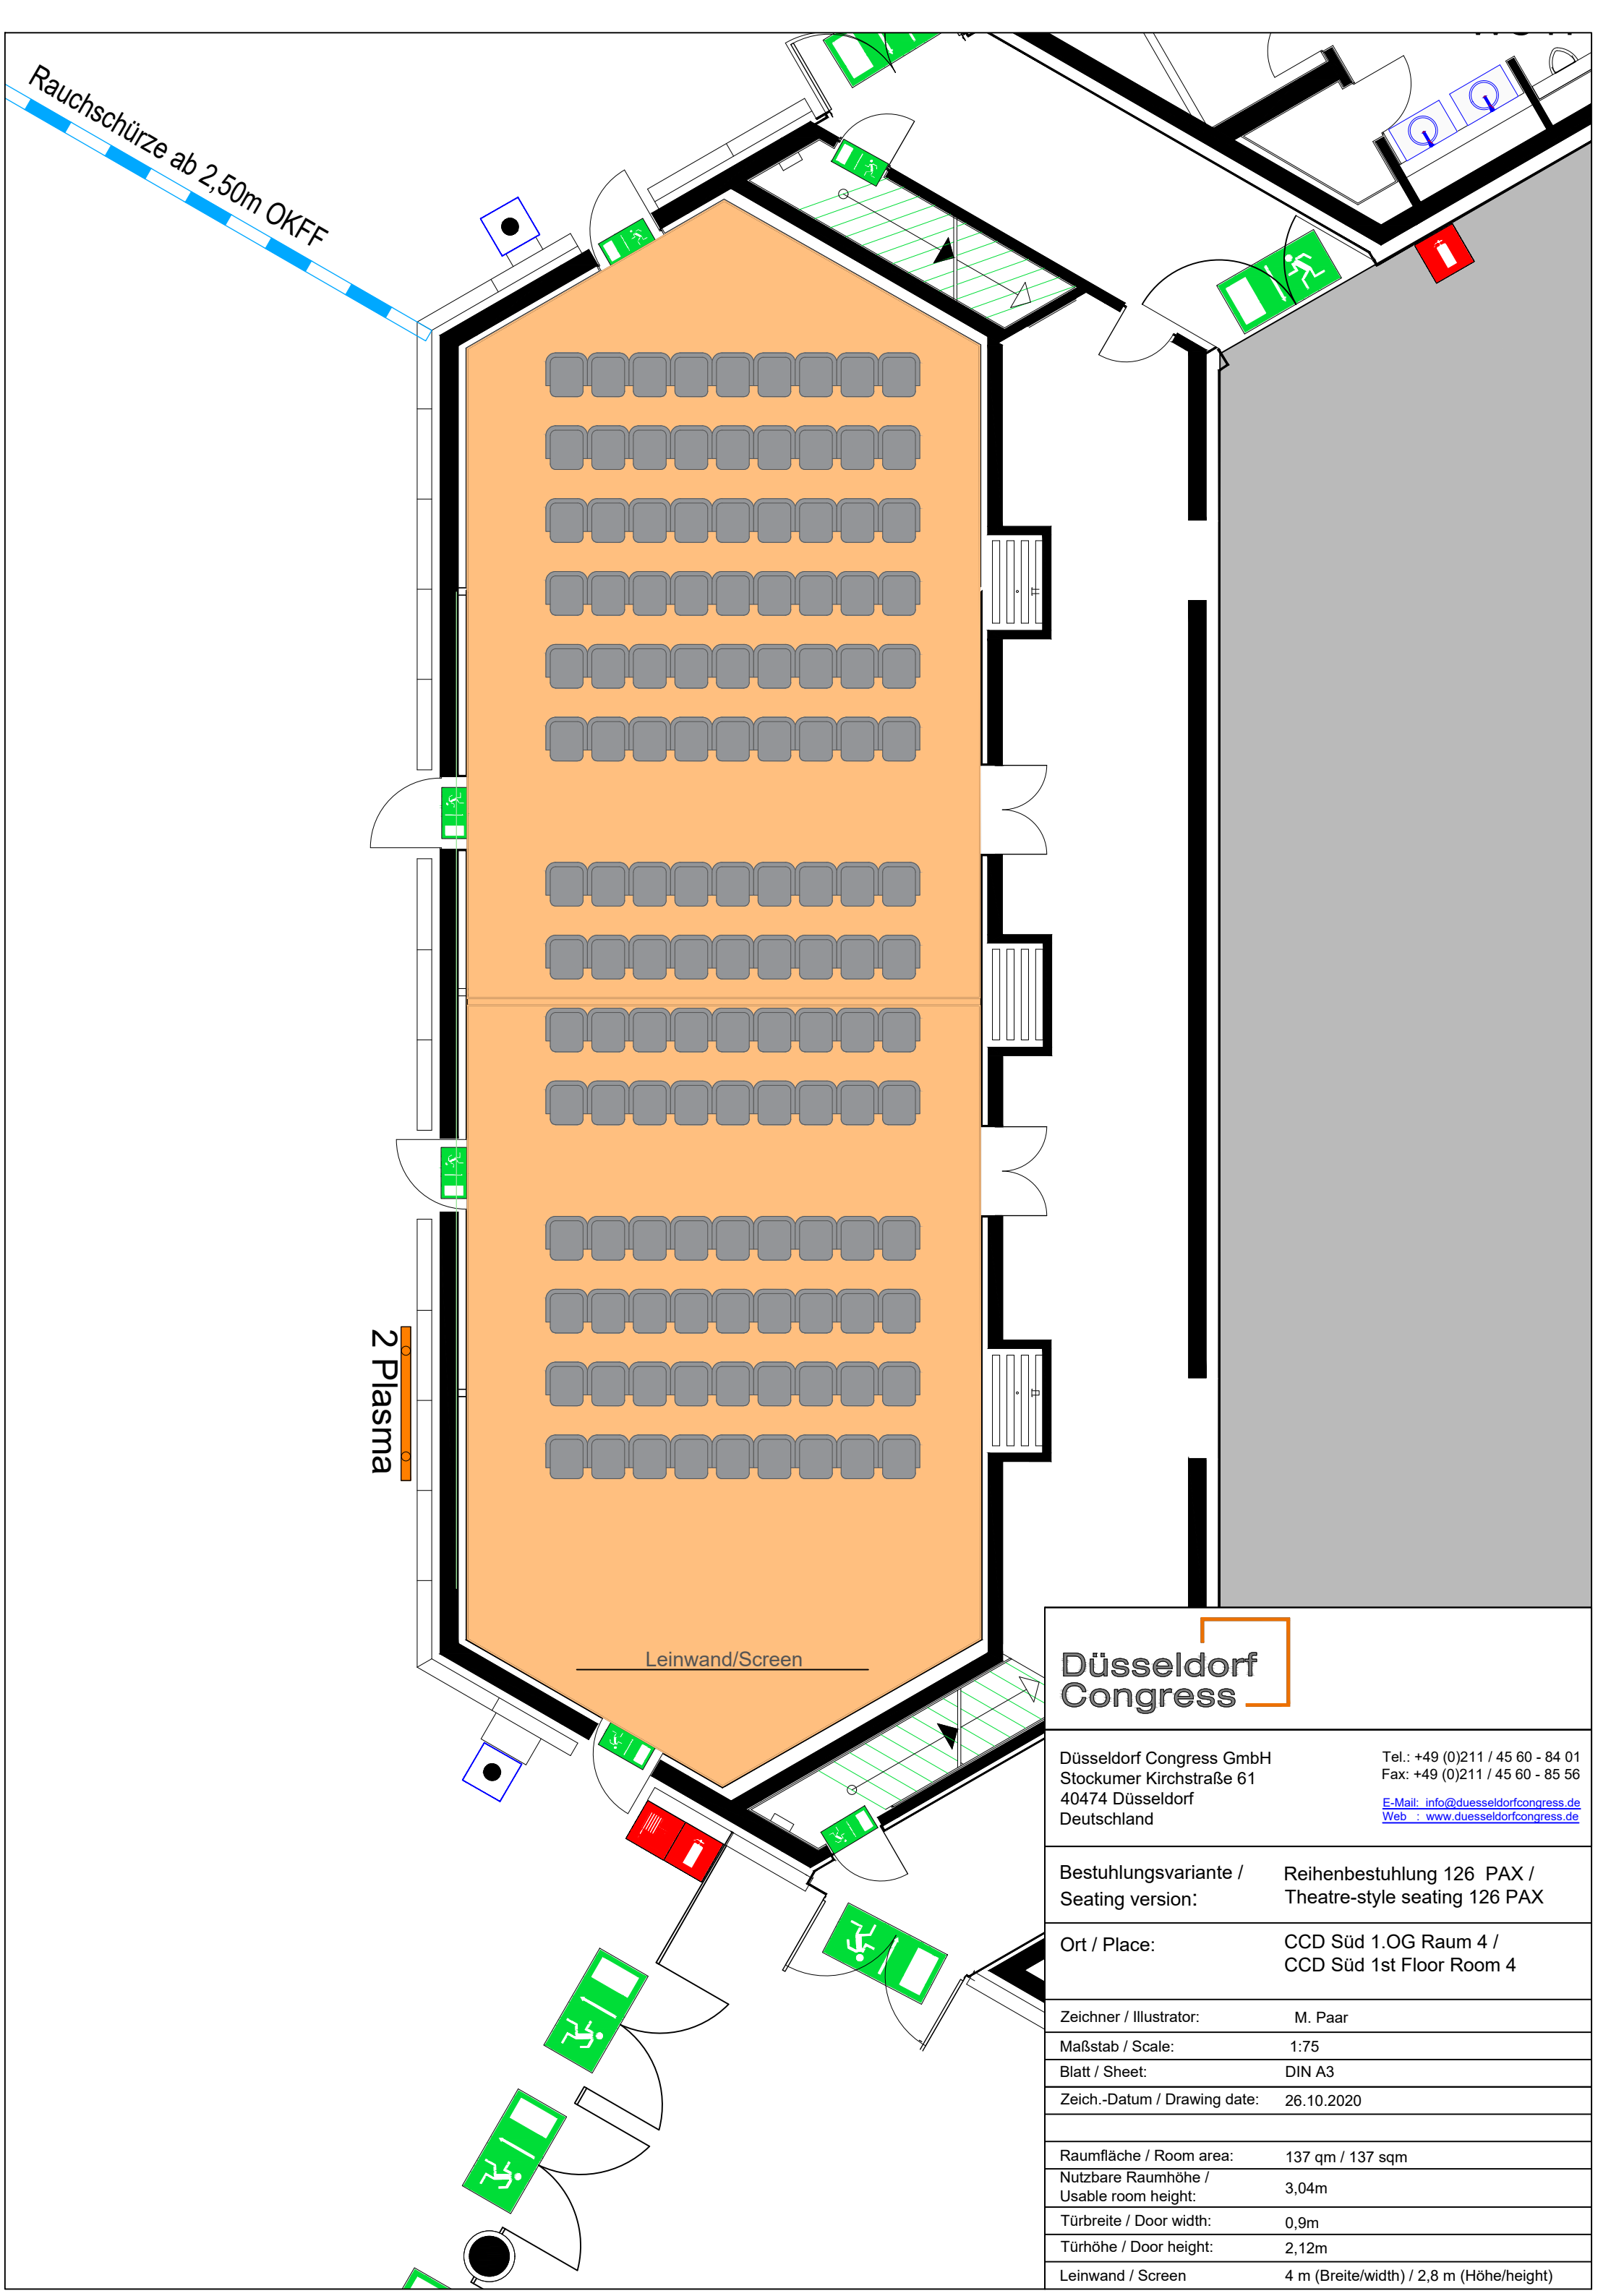 Rauchschürze ab 2,50m OKFF
2 Plasma
Leinwand/Screen
Düsseldorf
Congress
Düsseldorf Congress GmbH
Stockumer Kirchstraße 61
40474 Düsseldorf
Deutschland
Tel.: +49 (0)211 / 45 60 - 84 01
Fax: +49 (0)211 / 45 60 - 85 56
E-Mail: info@duesseldorfcongress.de
Web : www.duesseldorfcongress.de
Bestuhlungsvariante /
Seating version:
Reihenbestuhlung 126 PAX /
Theatre-style seating 126 PAX
Ort / Place:
CCD Süd 1.OG Raum 4 /
CCD Süd 1st Floor Room 4
Zeichner / Illustrator: M. Paar
Maßstab / Scale: 1:75
Blatt / Sheet: DIN A3
Zeich.-Datum / Drawing date: 26.10.2020
Raumfläche / Room area: 137 qm / 137 sqm
Nutzbare Raumhöhe /
Usable room height:
3,04m
Türbreite / Door width: 0,9m
Türhöhe / Door height: 2,12m
Leinwand / Screen 4 m (Breite/width) / 2,8 m (Höhe/height)